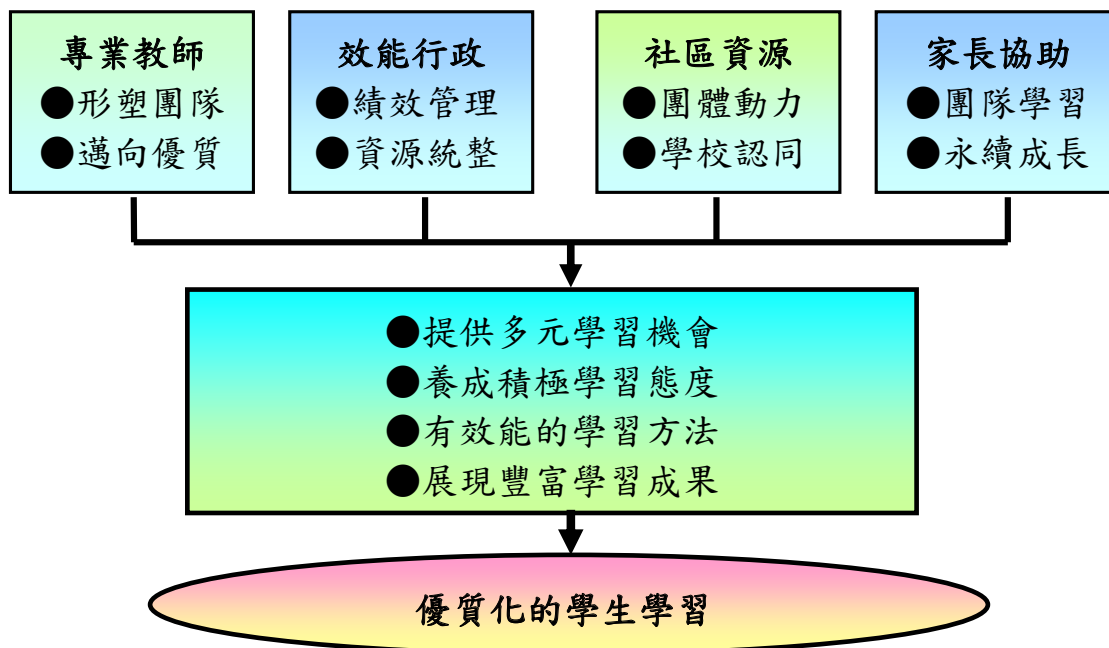 專業教師
●形塑團隊
●邁向優質
效能行政
●績效管理
●資源統整
社區資源
●團體動力
●學校認同
家長協助
●團隊學習
●永續成長
●提供多元學習機會
●養成積極學習態度
●有效能的學習方法
●展現豐富學習成果
優質化的學生學習